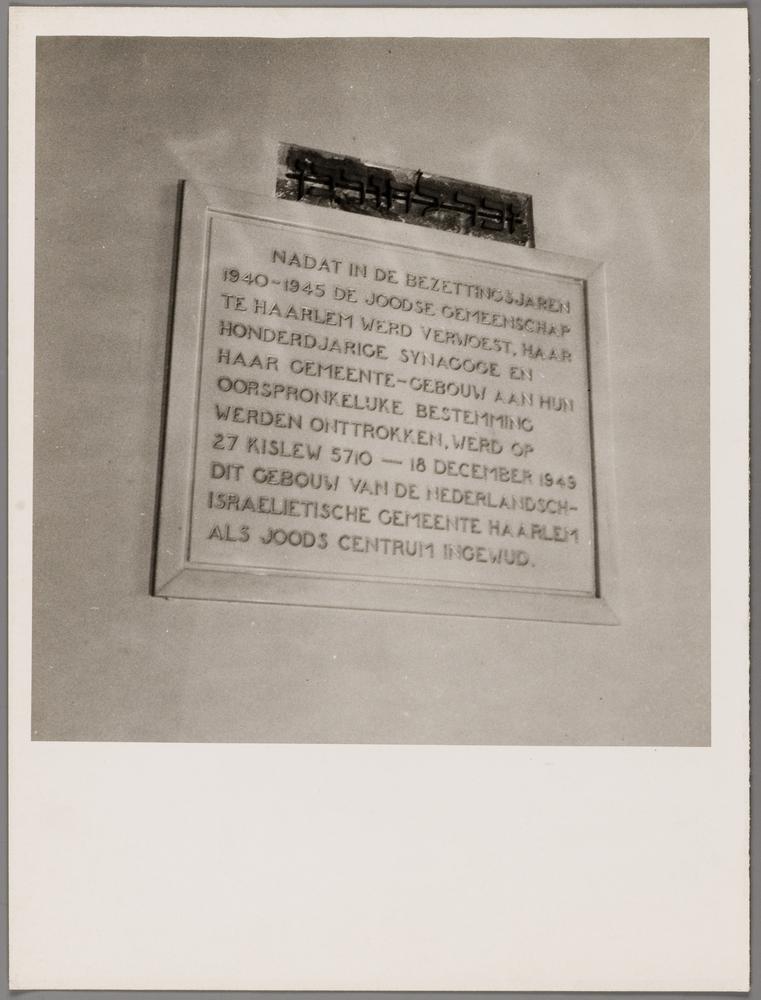 זכר לחורבן
NADAT IN DE BEZETTINGSJAREN
1940-1945 DE JOODSE GEMEENSCHAP
TE HAARLEM WERD VERWOEST, HAAR
HONDERDJARIGE SYNAGOGE EN
HAAR GEMEENTE-GEBOUW AAN HUN
OORSPRONKELIJKE BESTEMMING
WERDEN ONTTROKKEN, WERD OP
27 KISLEW 5710 — 18 DECEMBER 1949
DIT GEBOUW VAN DE NEDERLANDSCH-
ISRAELIETISCHE GEMEENTE HAARLEM
ALS JOODS CENTRUM INGEWIJD.